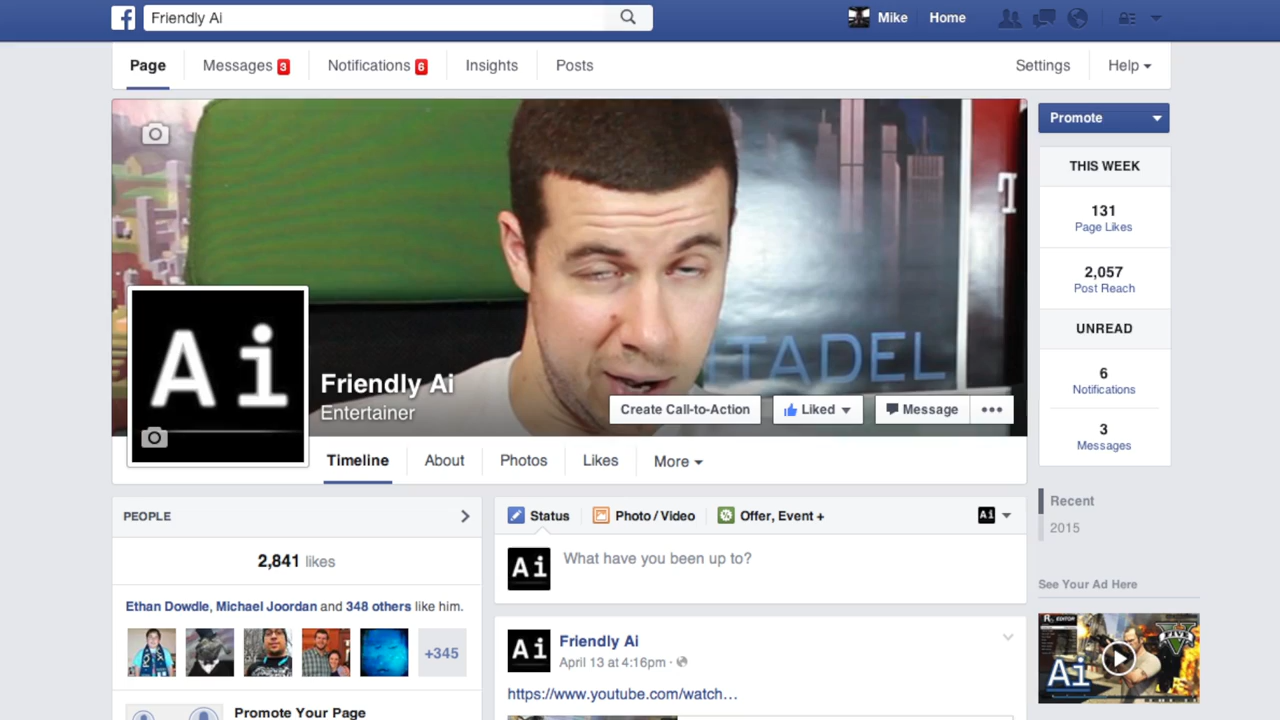 Friendly Ai
Mike Home
Page Messages 3 Notifications 6 Insights Posts Settings Help
Promote
THIS WEEK
131
Page Likes
2,057
Post Reach
UNREAD
6
Notifications
3
Messages
Recent
2015
See Your Ad Here
R EDITOR
V
Ai
TADEL
T
Ai
Friendly Ai
Entertainer
Create Call-to-Action Liked Message
Timeline About Photos Likes More
PEOPLE
2,841 likes
Ethan Dowdle, Michael Joordan and 348 others like him.
+345
Promote Your Page
Status Photo / Video Offer, Event + Ai
Ai What have you been up to?
Ai Friendly Ai
April 13 at 4:16pm ·
https://www.youtube.com/watch…